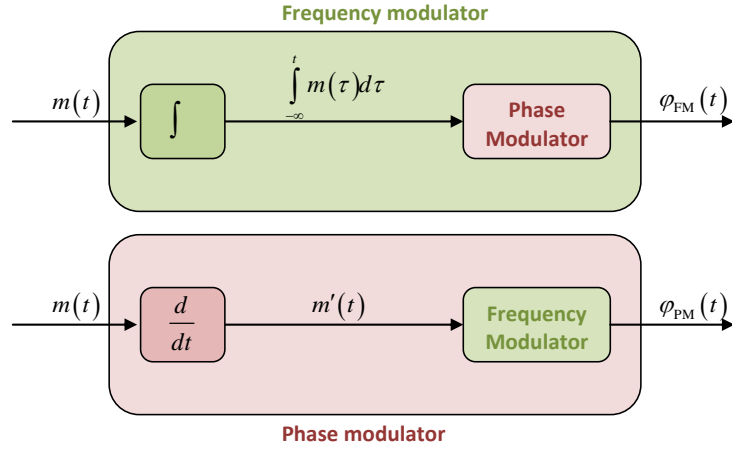 Frequency modulator
m(t)
∫
∫_{-∞}^{t} m(τ)dτ
Phase
Modulator
φ_FM(t)
m(t)
d/dt
m′(t)
Frequency
Modulator
φ_PM(t)
Phase modulator